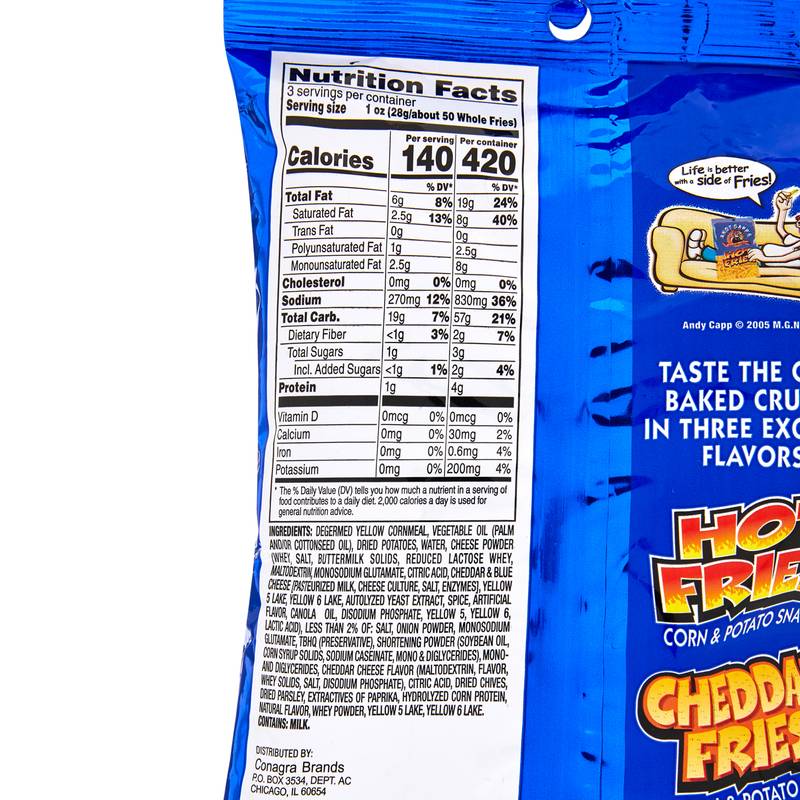 Nutrition Facts
3 servings per container
Serving size 1 oz (28g/about 50 Whole Fries)
Per serving Per container
Calories 140 420
% DV* % DV*
Total Fat 6g 8% 19g 24%
Saturated Fat 2.5g 13% 8g 40%
Trans Fat 0g 0g
Polyunsaturated Fat 1g 2.5g
Monounsaturated Fat 2.5g 8g
Cholesterol 0mg 0% 0mg 0%
Sodium 270mg 12% 830mg 36%
Total Carb. 19g 7% 57g 21%
Dietary Fiber <1g 3% 2g 7%
Total Sugars 1g 3g
Incl. Added Sugars <1g 1% 2g 4%
Protein 1g 4g
Vitamin D 0mcg 0% 0mcg 0%
Calcium 0mg 0% 30mg 2%
Iron 0mg 0% 0.6mg 4%
Potassium 0mg 0% 200mg 4%
* The % Daily Value (DV) tells you how much a nutrient in a serving of
food contributes to a daily diet. 2,000 calories a day is used for
general nutrition advice.
INGREDIENTS: DEGERMED YELLOW CORNMEAL, VEGETABLE OIL (PALM
AND/OR COTTONSEED OIL), DRIED POTATOES, WATER, CHEESE POWDER
(WHEY, SALT, BUTTERMILK SOLIDS, REDUCED LACTOSE WHEY,
MALTODEXTRIN, MONOSODIUM GLUTAMATE, CITRIC ACID, CHEDDAR & BLUE
CHEESE [PASTEURIZED MILK, CHEESE CULTURE, SALT, ENZYMES], YELLOW
5 LAKE, YELLOW 6 LAKE, AUTOLYZED YEAST EXTRACT, SPICE, ARTIFICIAL
FLAVOR, CANOLA OIL, DISODIUM PHOSPHATE, YELLOW 5, YELLOW 6,
LACTIC ACID), LESS THAN 2% OF: SALT, ONION POWDER, MONOSODIUM
GLUTAMATE, TBHQ (PRESERVATIVE), SHORTENING POWDER (SOYBEAN OIL,
CORN SYRUP SOLIDS, SODIUM CASEINATE, MONO & DIGLYCERIDES), MONO-
AND DIGLYCERIDES, CHEDDAR CHEESE FLAVOR (MALTODEXTRIN, FLAVOR,
WHEY SOLIDS, SALT, DISODIUM PHOSPHATE), CITRIC ACID, DRIED CHIVES,
DRIED PARSLEY, EXTRACTIVES OF PAPRIKA, HYDROLYZED CORN PROTEIN,
NATURAL FLAVOR, WHEY POWDER, YELLOW 5 LAKE, YELLOW 6 LAKE.
CONTAINS: MILK.
DISTRIBUTED BY:
Conagra Brands
P.O. BOX 3534, DEPT. AC
CHICAGO, IL 60654
Life is better
with a side of Fries!
ANDY CAPP'S
HOT
FRIES
Andy Capp © 2005 M.G.N
TASTE THE
BAKED CRU
IN THREE EXC
FLAVORS
HOT
FRIES
CORN & POTATO SNA
CHEDDA
FRIES
& POTATO